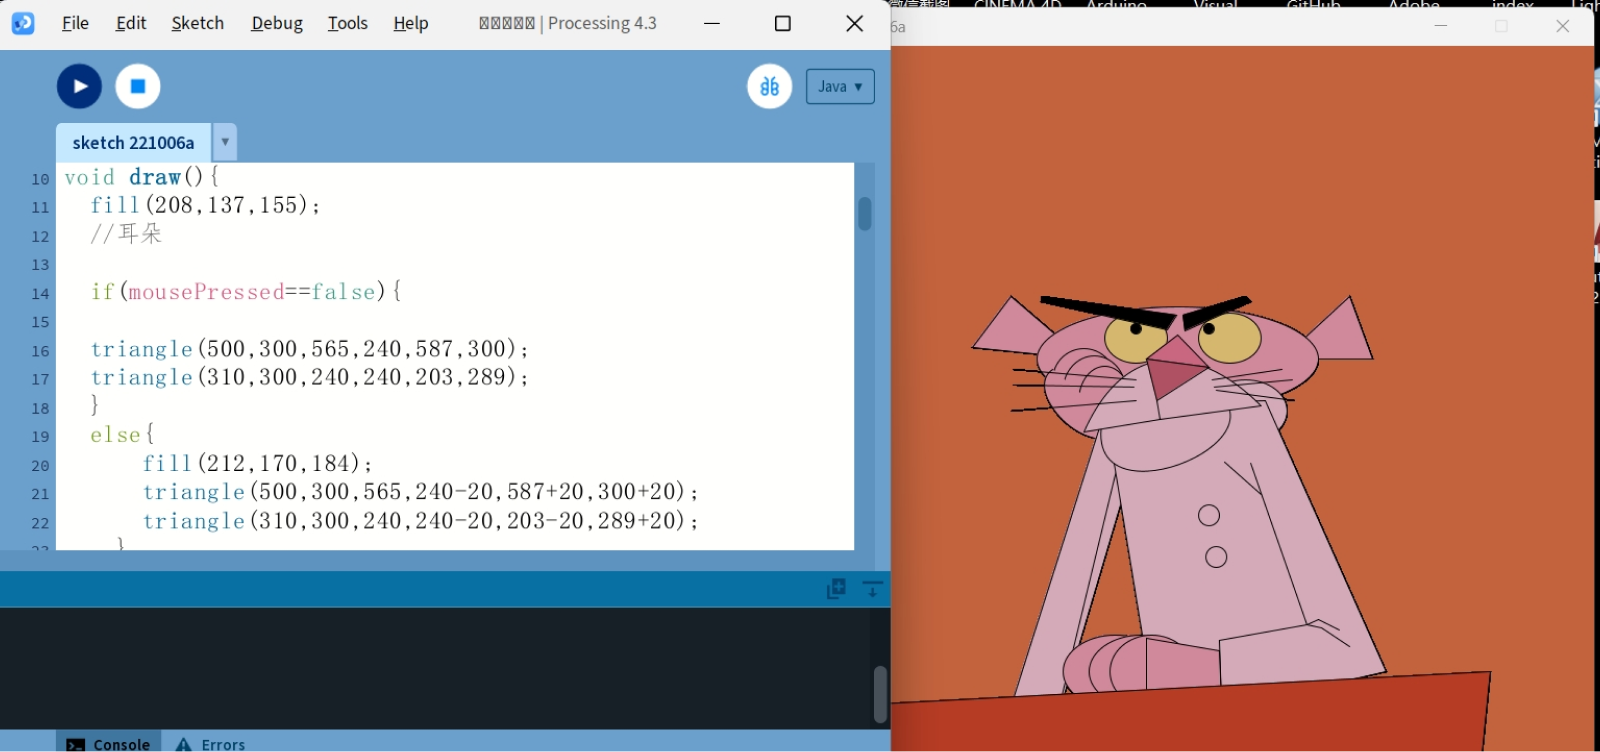 File Edit Sketch Debug Tools Help | Processing 4.3
CINEMA 4D Arduino Visual GitHub Adobe index
6a
Java ▼
sketch 221006a ▼
10 void draw(){
11 fill(208,137,155);
12 //耳朵
13
14 if(mousePressed==false){
15
16 triangle(500,300,565,240,587,300);
17 triangle(310,300,240,240,203,289);
18 }
19 else{
20 fill(212,170,184);
21 triangle(500,300,565,240-20,587+20,300+20);
22 triangle(310,300,240,240-20,203-20,289+20);
}
Console Errors